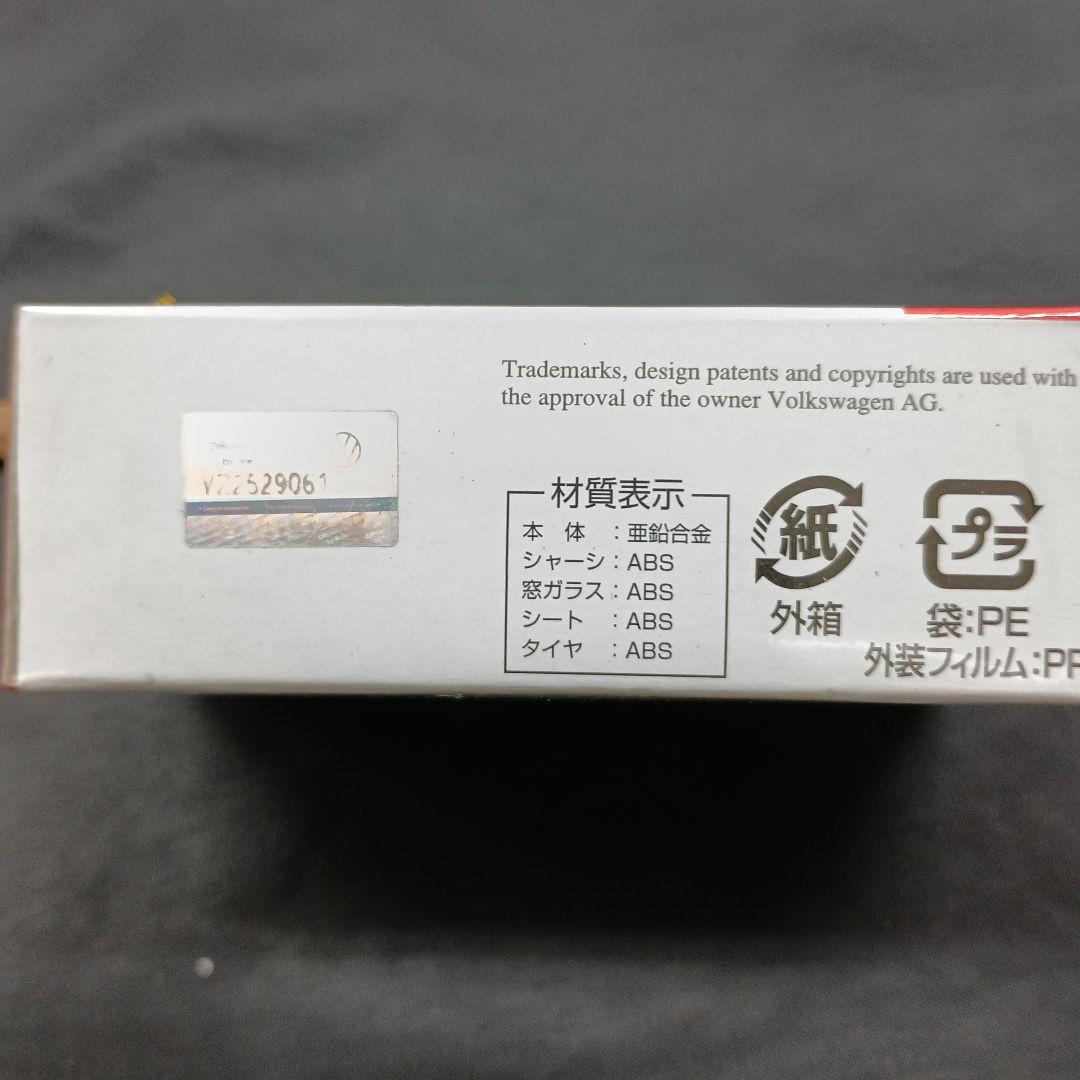 Trademarks, design patents and copyrights are used with
the approval of the owner Volkswagen AG.
VZ2529061
材質表示
本 体 : 亜鉛合金
シャーシ : ABS
窓ガラス : ABS
シート : ABS
タイヤ : ABS
紙
外箱
プラ
袋:PE
外装フィルム:PP